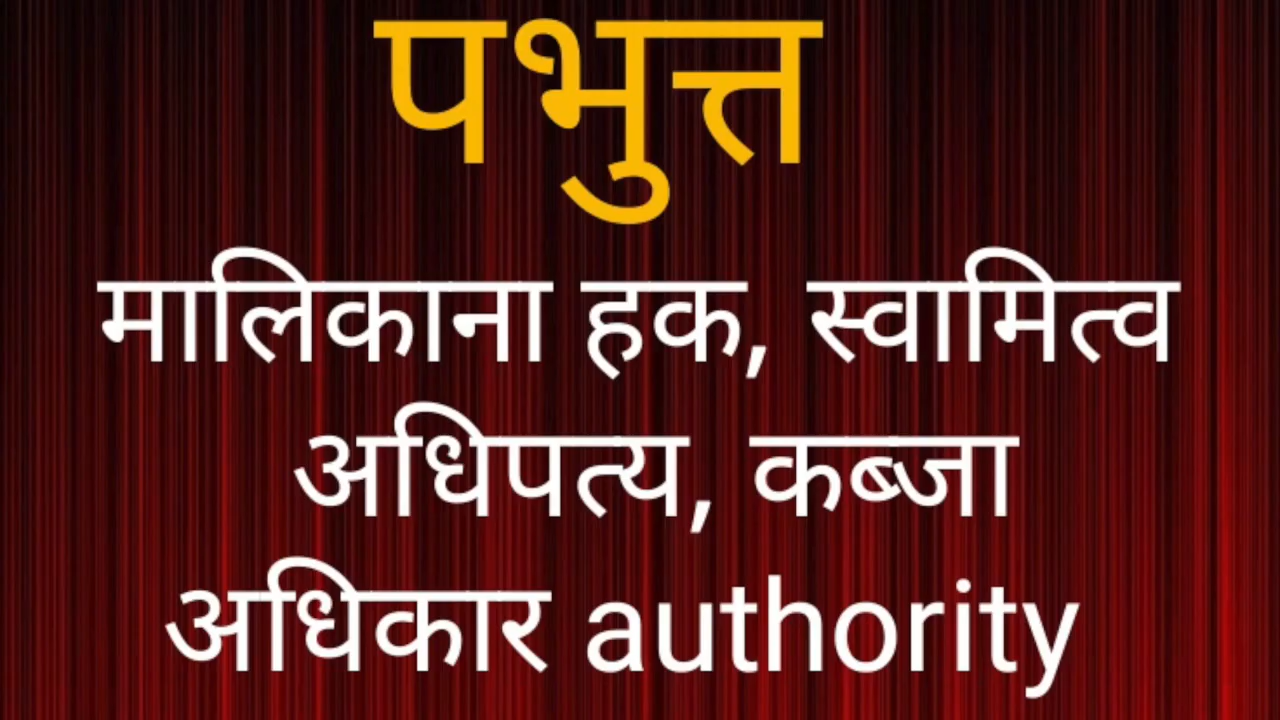 पभुत्त
मालिकाना हक, स्वामित्व
अधिपत्य, कब्जा
अधिकार authority